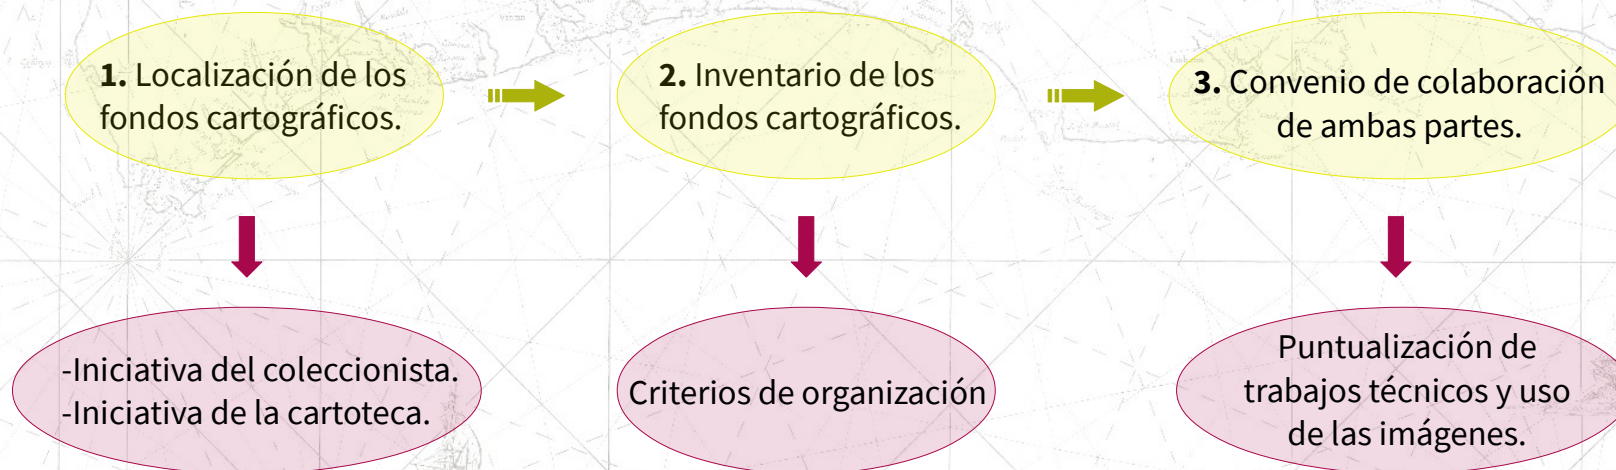 1. Localización de los
fondos cartográficos.
2. Inventario de los
fondos cartográficos.
3. Convenio de colaboración
de ambas partes.
-Iniciativa del coleccionista.
-Iniciativa de la cartoteca.
Criterios de organización
Puntualización de
trabajos técnicos y uso
de las imágenes.